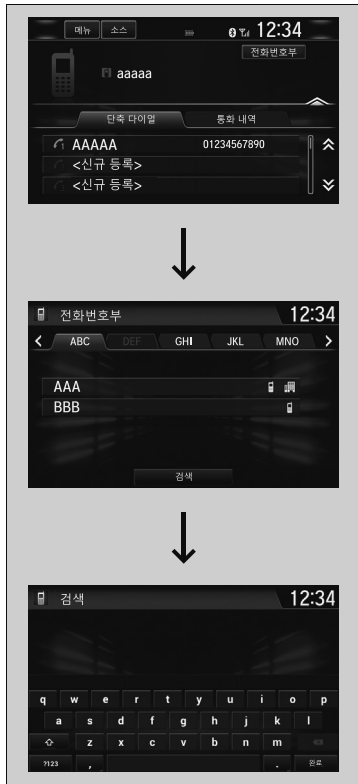 메뉴 소스 12:34
전화번호부
aaaaa
단축 다이얼 통화 내역
AAAAA 01234567890
<신규 등록>
<신규 등록>
전화번호부 12:34
ABC DEF GHI JKL MNO
AAA
BBB
검색
검색 12:34
q w e r t y u i o p
a s d f g h j k l
z x c v b n m
?123 , . 완료